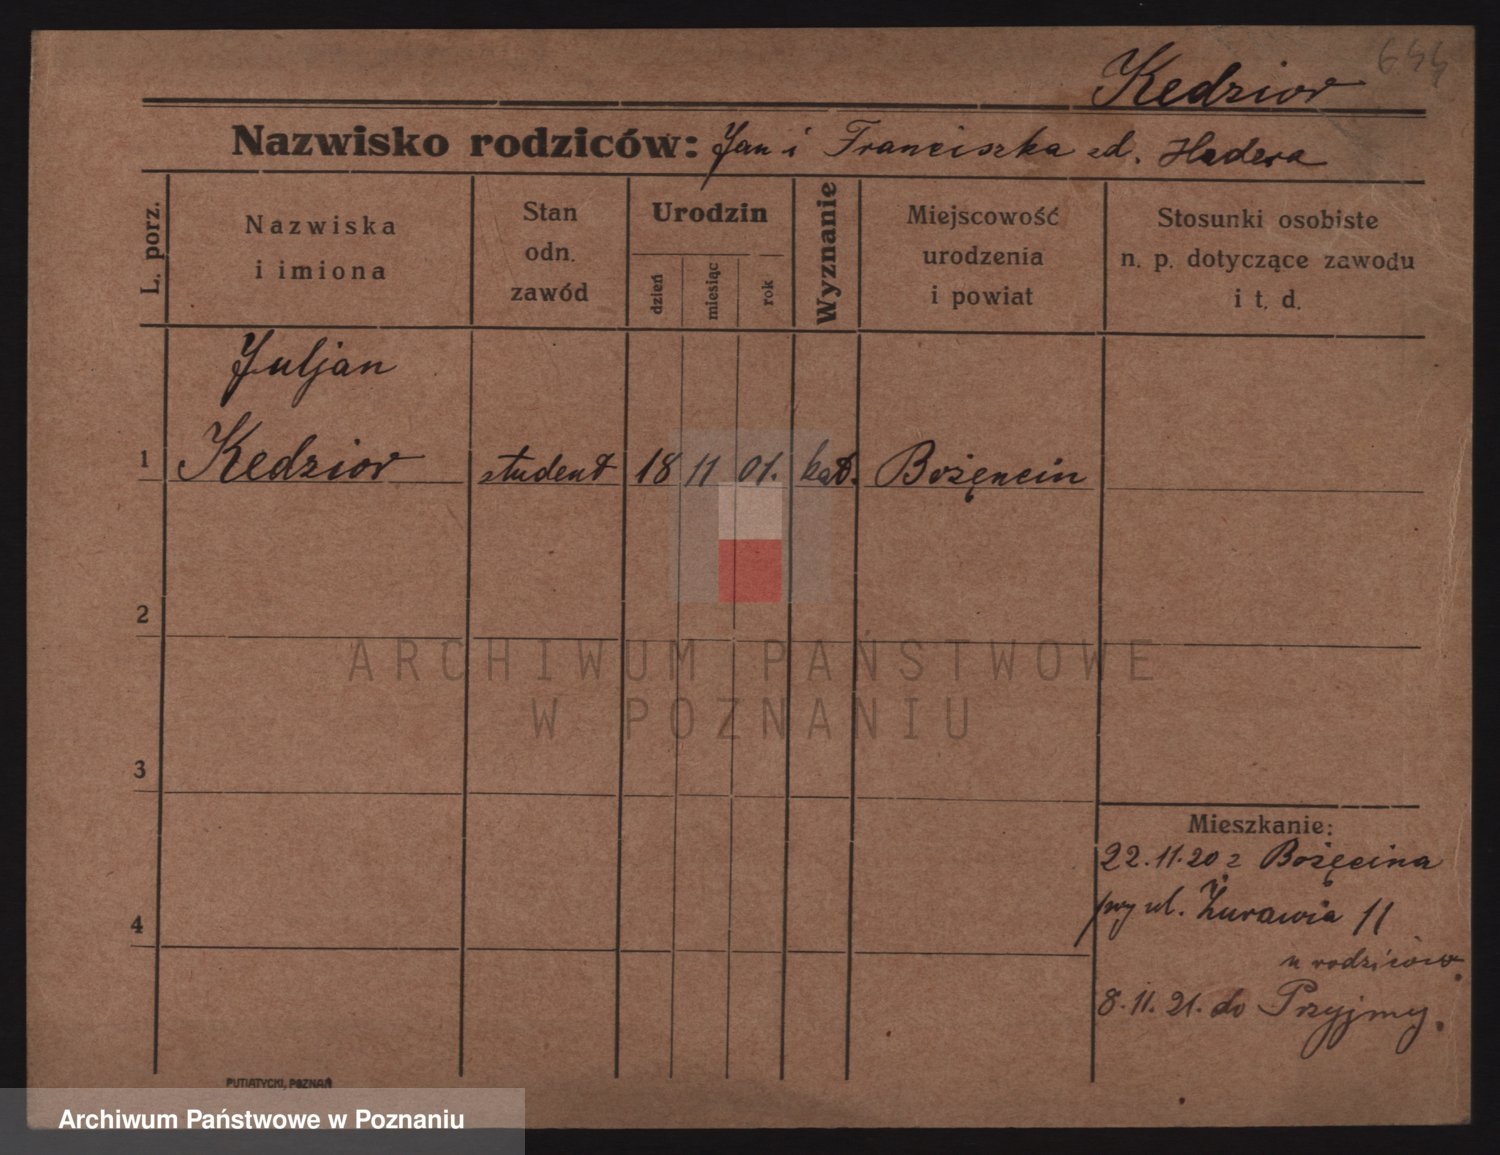 644
Kedzior
Nazwisko rodziców: Jan i Franciszka zd. Hadera
L. porz.
Nazwiska
i imiona
Stan
odn.
zawód
Urodzin
dzień
miesiąc
rok
Wyznanie
Miejscowość
urodzenia
i powiat
Stosunki osobiste
n. p. dotyczące zawodu
i t. d.
Juljan
1 Kedzior student 18 11 01. kat. Bożęncin
2
ARCHIWUM PAŃSTWOWE
W POZNANIU
3
Mieszkanie:
22.11.20 z Bożęcina
przy ul. Żurawia 11
4
u rodziców.
8.11.21. do Przyjmy.
PUTIATYCKI, POZNAŃ
Archiwum Państwowe w Poznaniu